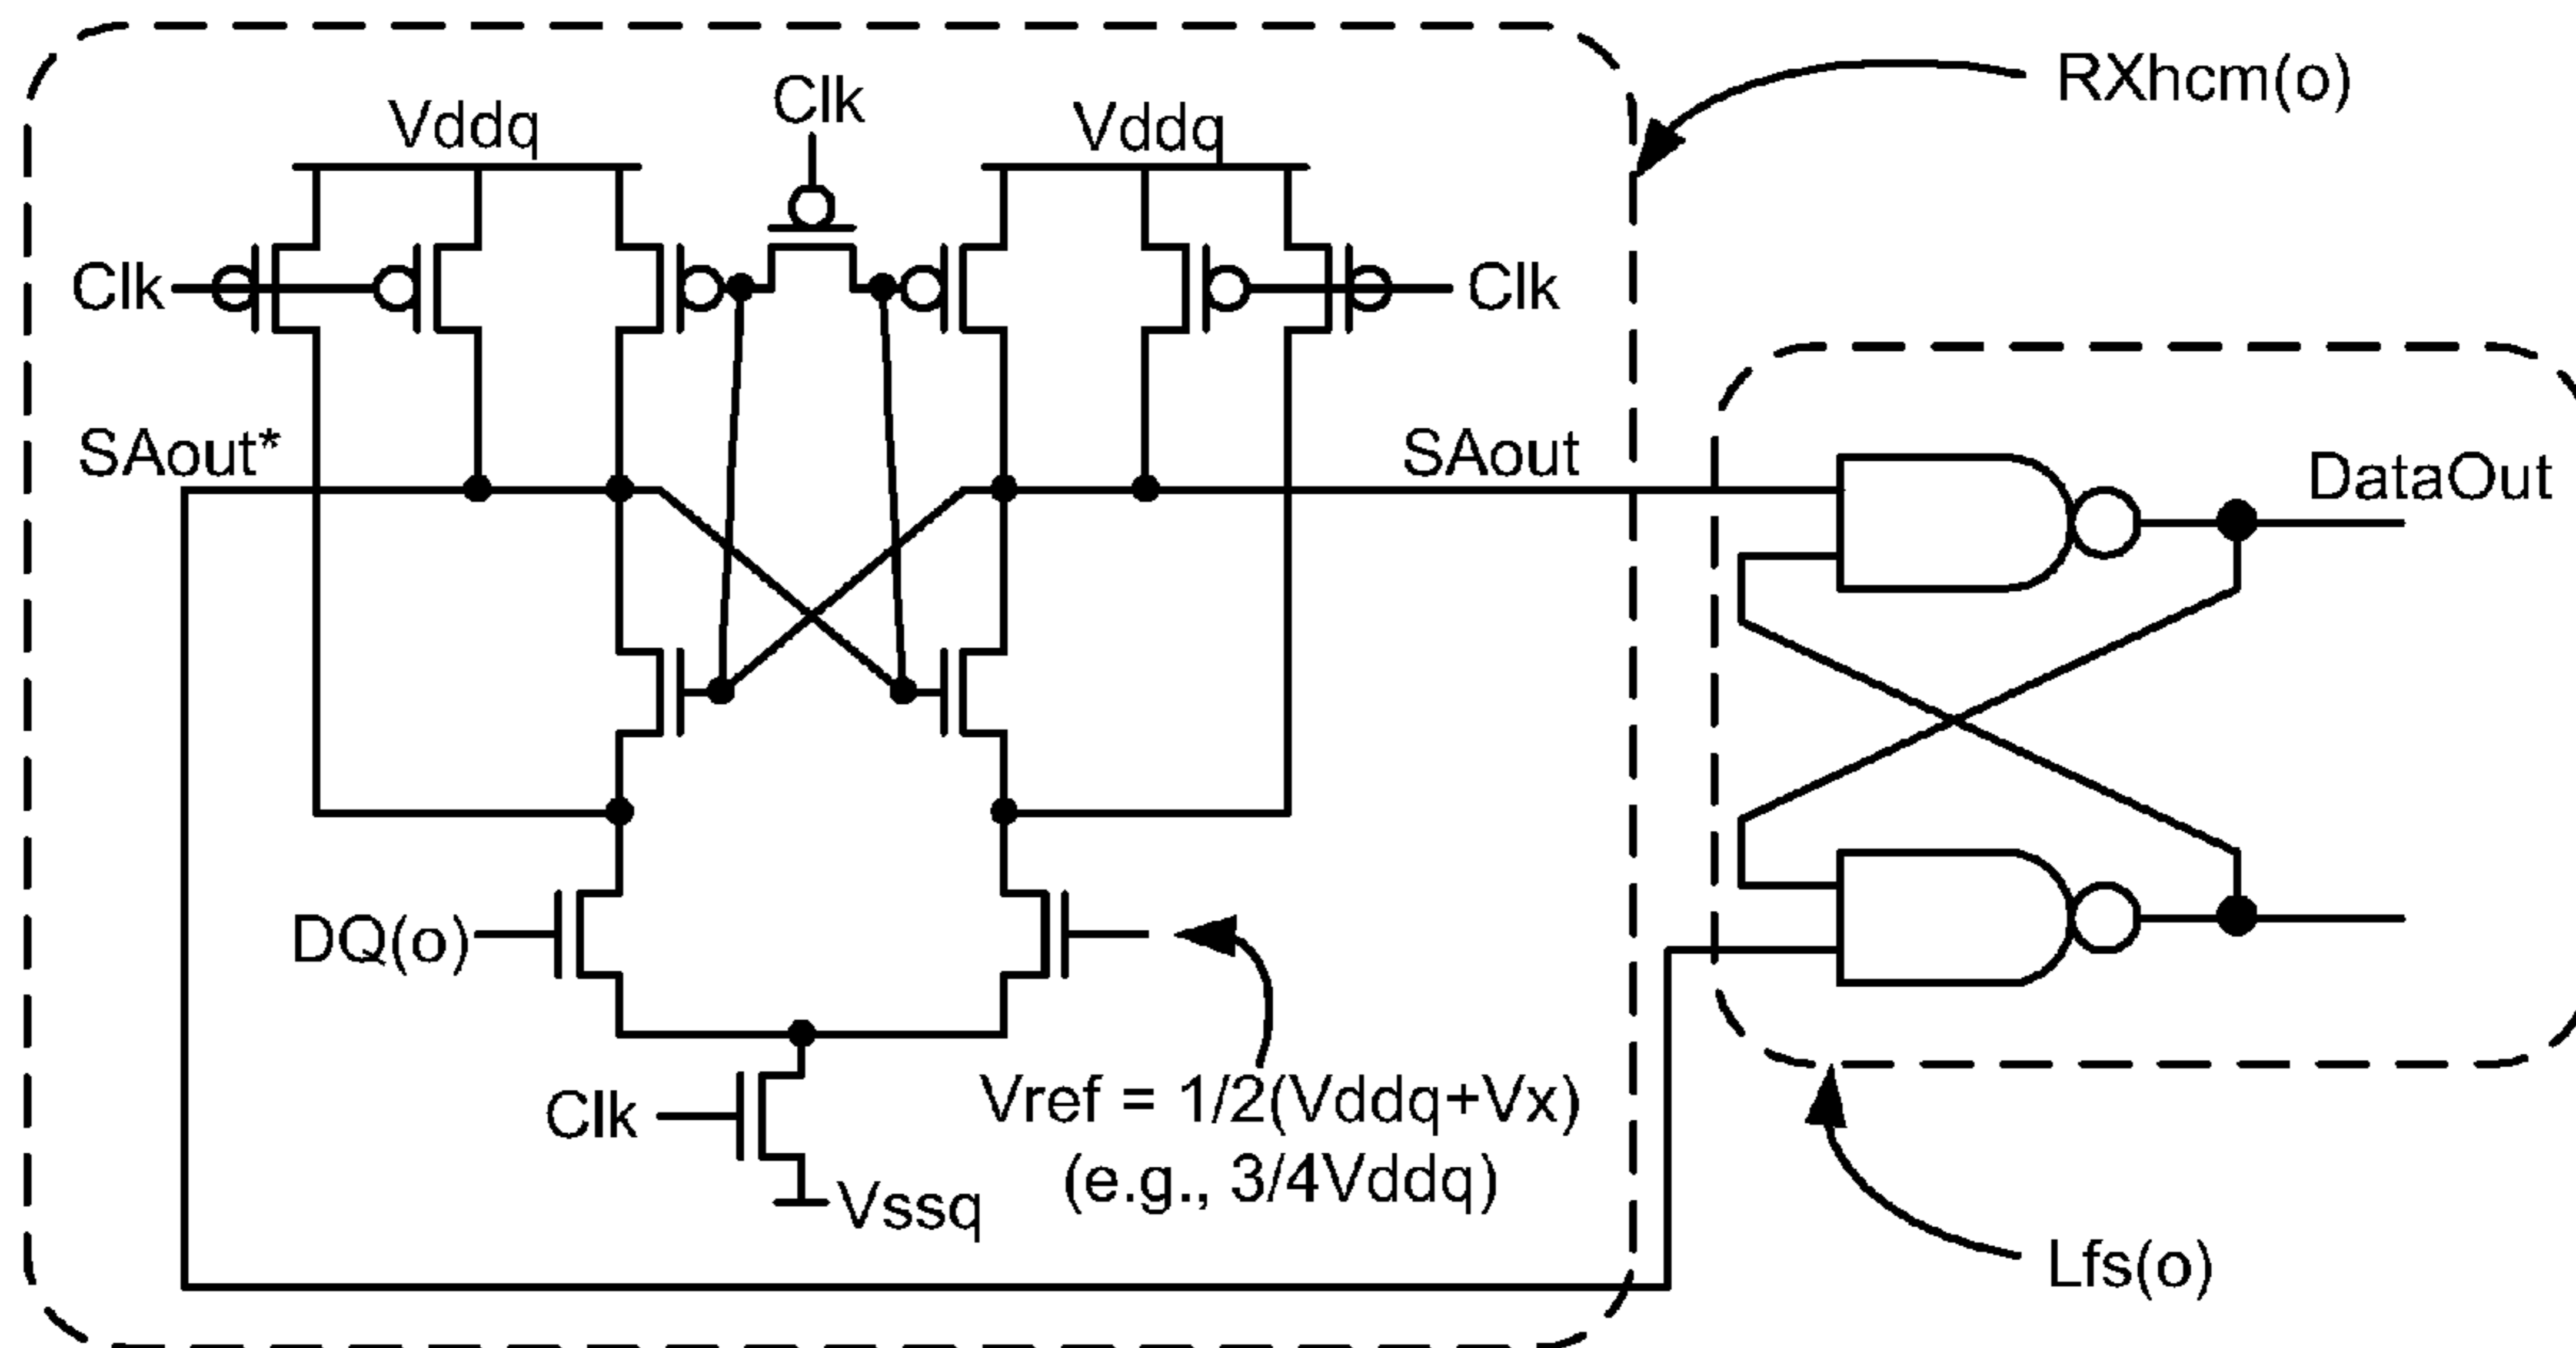 Clk
RXhcm(o)
Vddq
Vddq
Clk
Clk
SAout*
SAout
DataOut
DQ(o)
Clk
Vref = 1/2(Vddq+Vx)
(e.g., 3/4Vddq)
Vssq
Lfs(o)